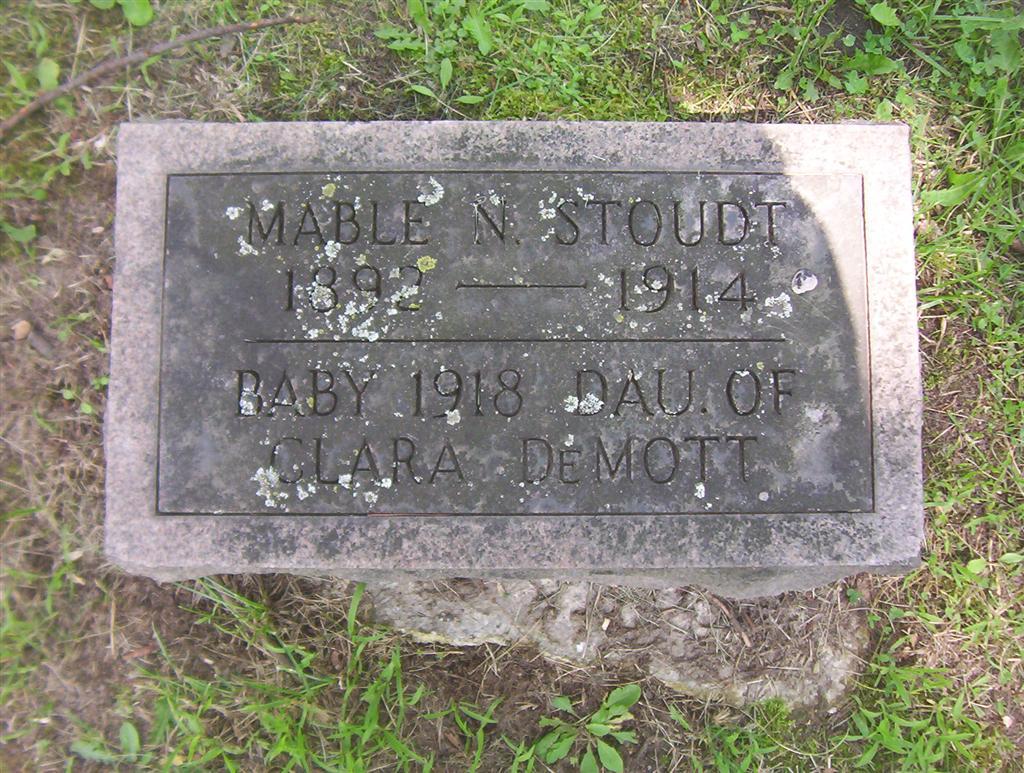 MABLE N. STOUDT
1892 — 1914
BABY 1918 DAU. OF
CLARA DEMOTT